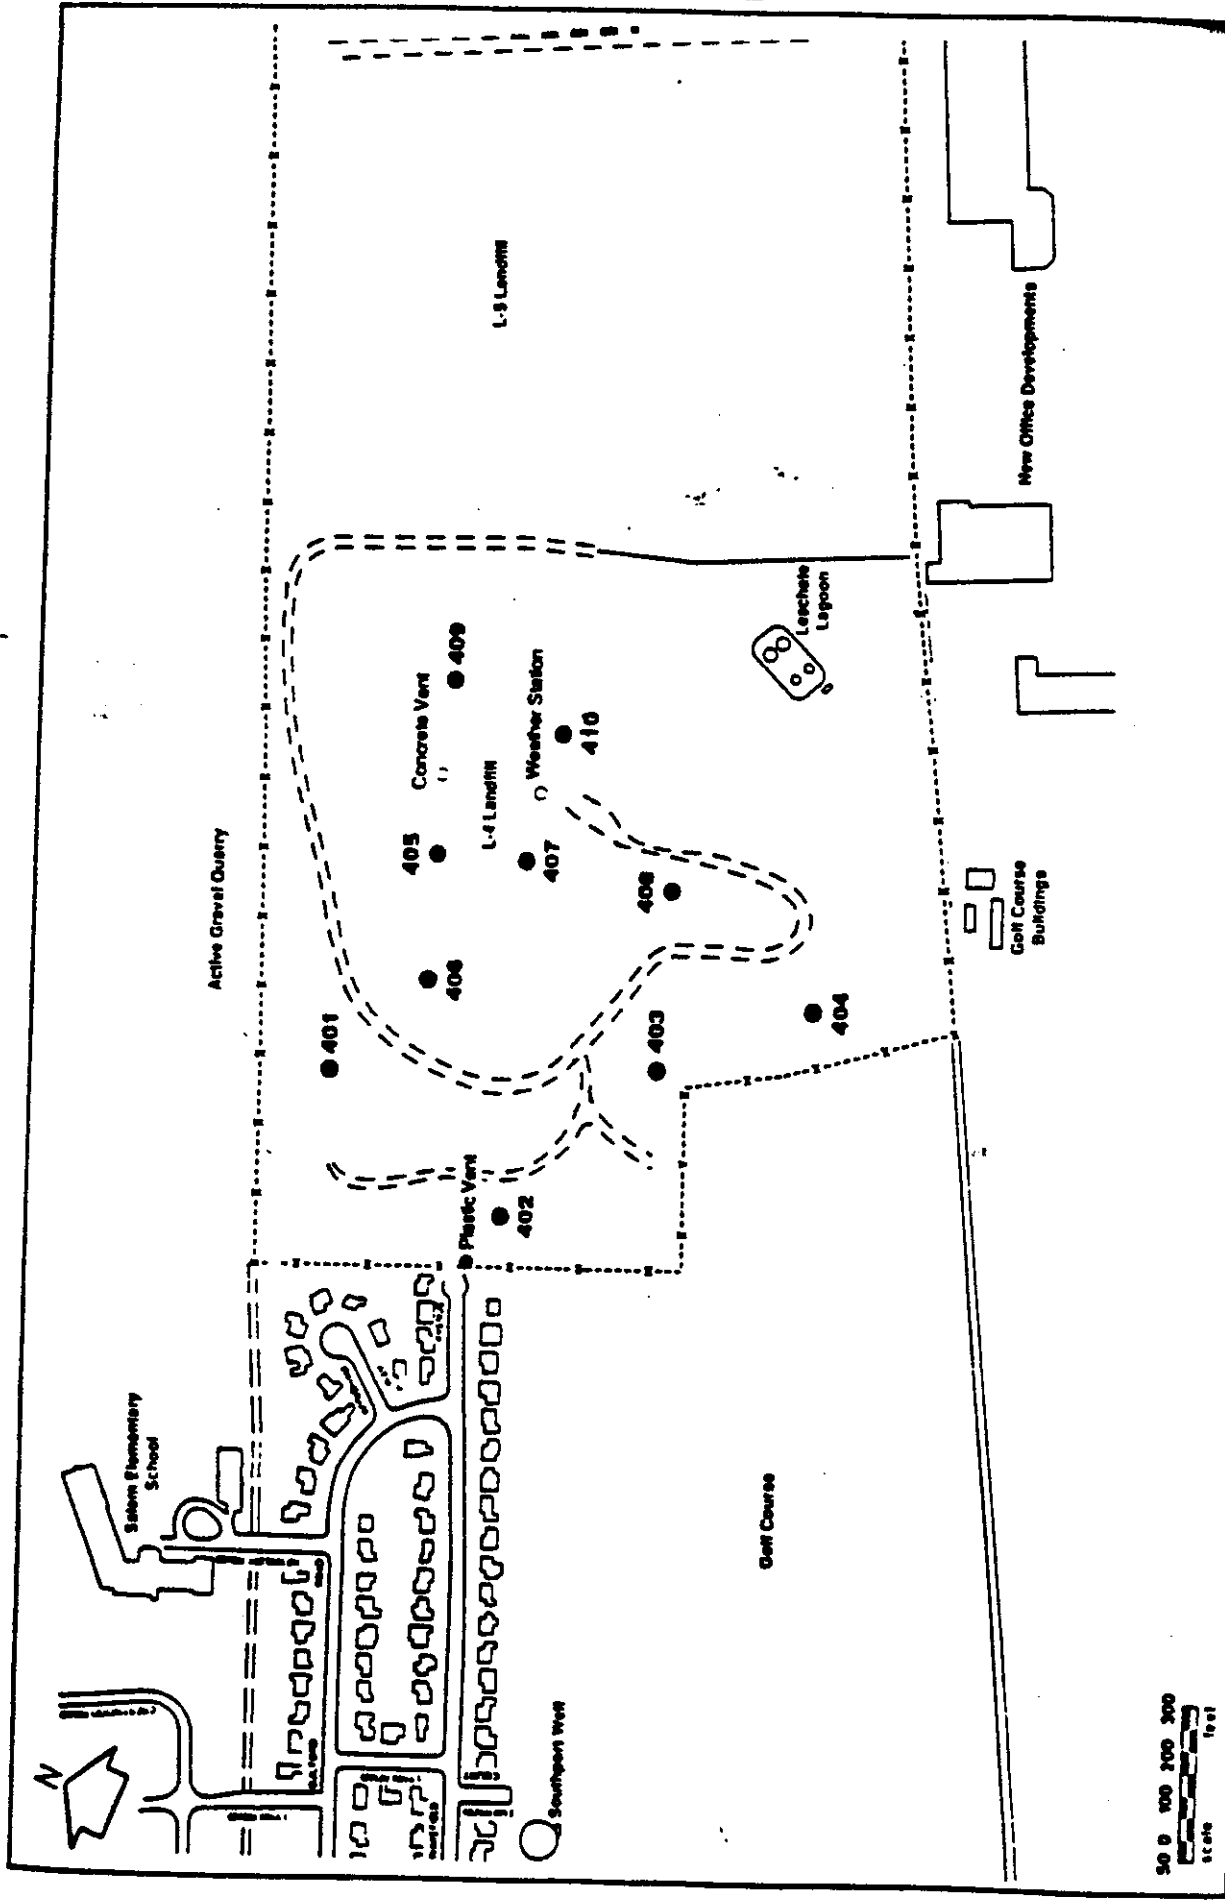 N
Salem Elementary
School
Active Gravel Quarry
Southport Well
Plastic Vent
402
401
406
405
Concrete Vent
409
L-4 Landfill
407
Weather Station
410
408
403
404
L-5 Landfill
Leachate
Lagoon
Golf Course
Golf Course
Buildings
New Office Developments
50 0 100 200 300
scale feet